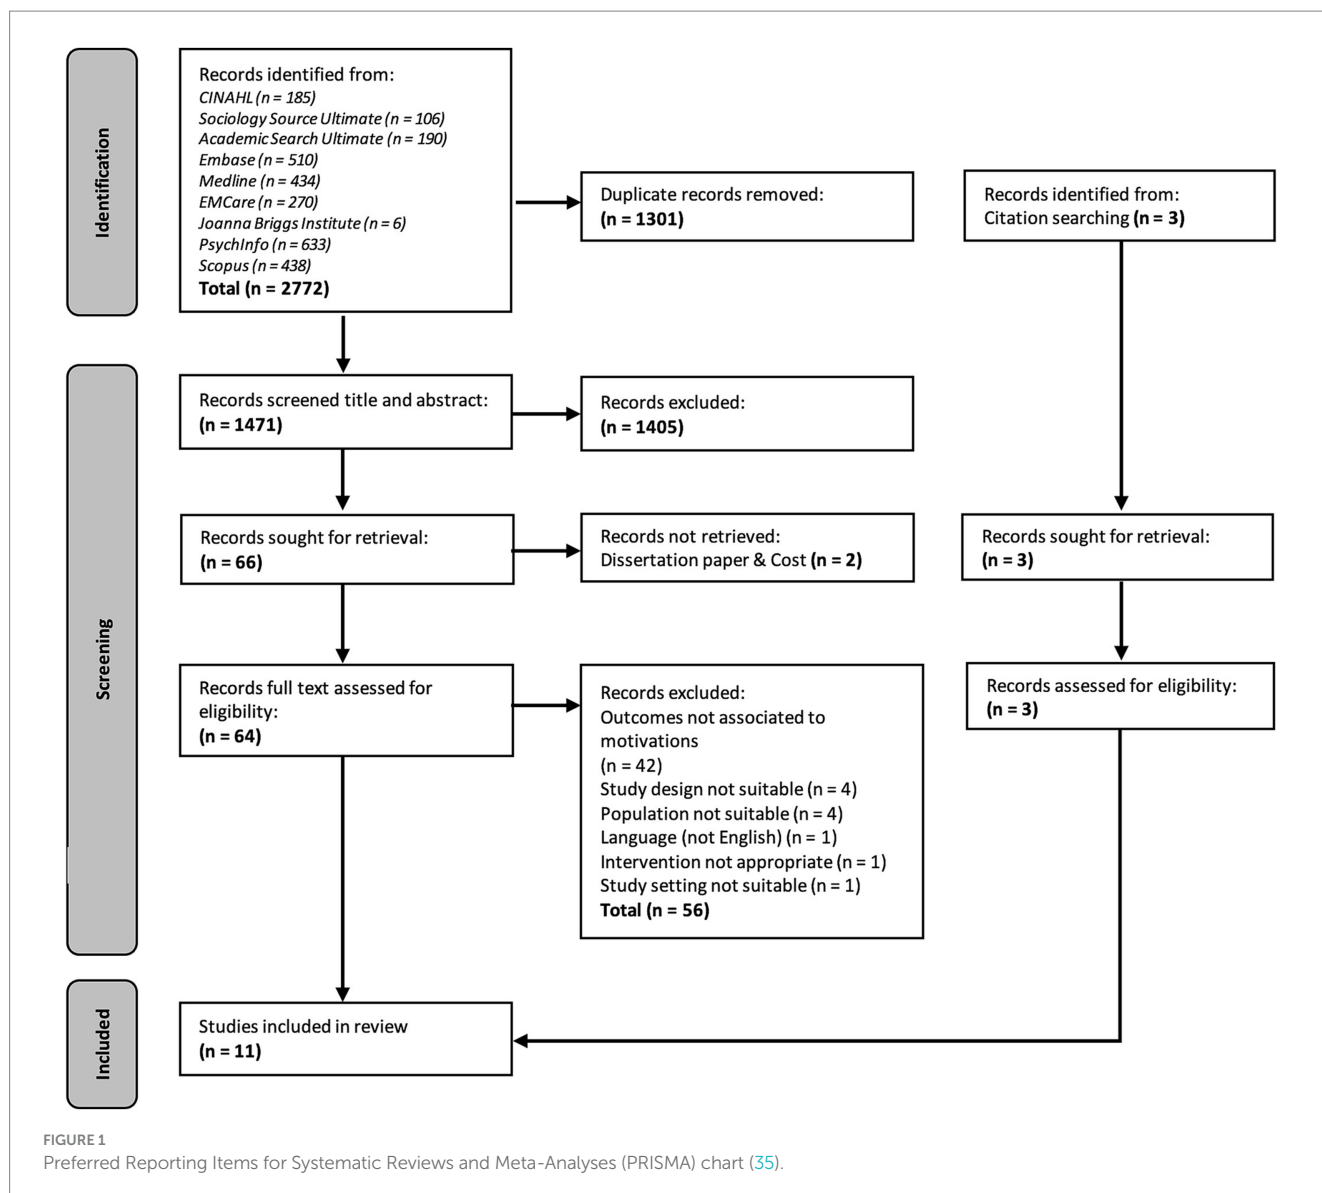 Identification
Records identified from:
CINAHL (n = 185)
Sociology Source Ultimate (n = 106)
Academic Search Ultimate (n = 190)
Embase (n = 510)
Medline (n = 434)
EMCare (n = 270)
Joanna Briggs Institute (n = 6)
PsychInfo (n = 633)
Scopus (n = 438)
Total (n = 2772)
Duplicate records removed:
(n = 1301)
Records identified from:
Citation searching (n = 3)
Screening
Records screened title and abstract:
(n = 1471)
Records excluded:
(n = 1405)
Records sought for retrieval:
(n = 66)
Records not retrieved:
Dissertation paper & Cost (n = 2)
Records sought for retrieval:
(n = 3)
Records full text assessed for
eligibility:
(n = 64)
Records excluded:
Outcomes not associated to
motivations
(n = 42)
Study design not suitable (n = 4)
Population not suitable (n = 4)
Language (not English) (n = 1)
Intervention not appropriate (n = 1)
Study setting not suitable (n = 1)
Total (n = 56)
Records assessed for eligibility:
(n = 3)
Included
Studies included in review
(n = 11)
FIGURE 1
Preferred Reporting Items for Systematic Reviews and Meta-Analyses (PRISMA) chart (35).